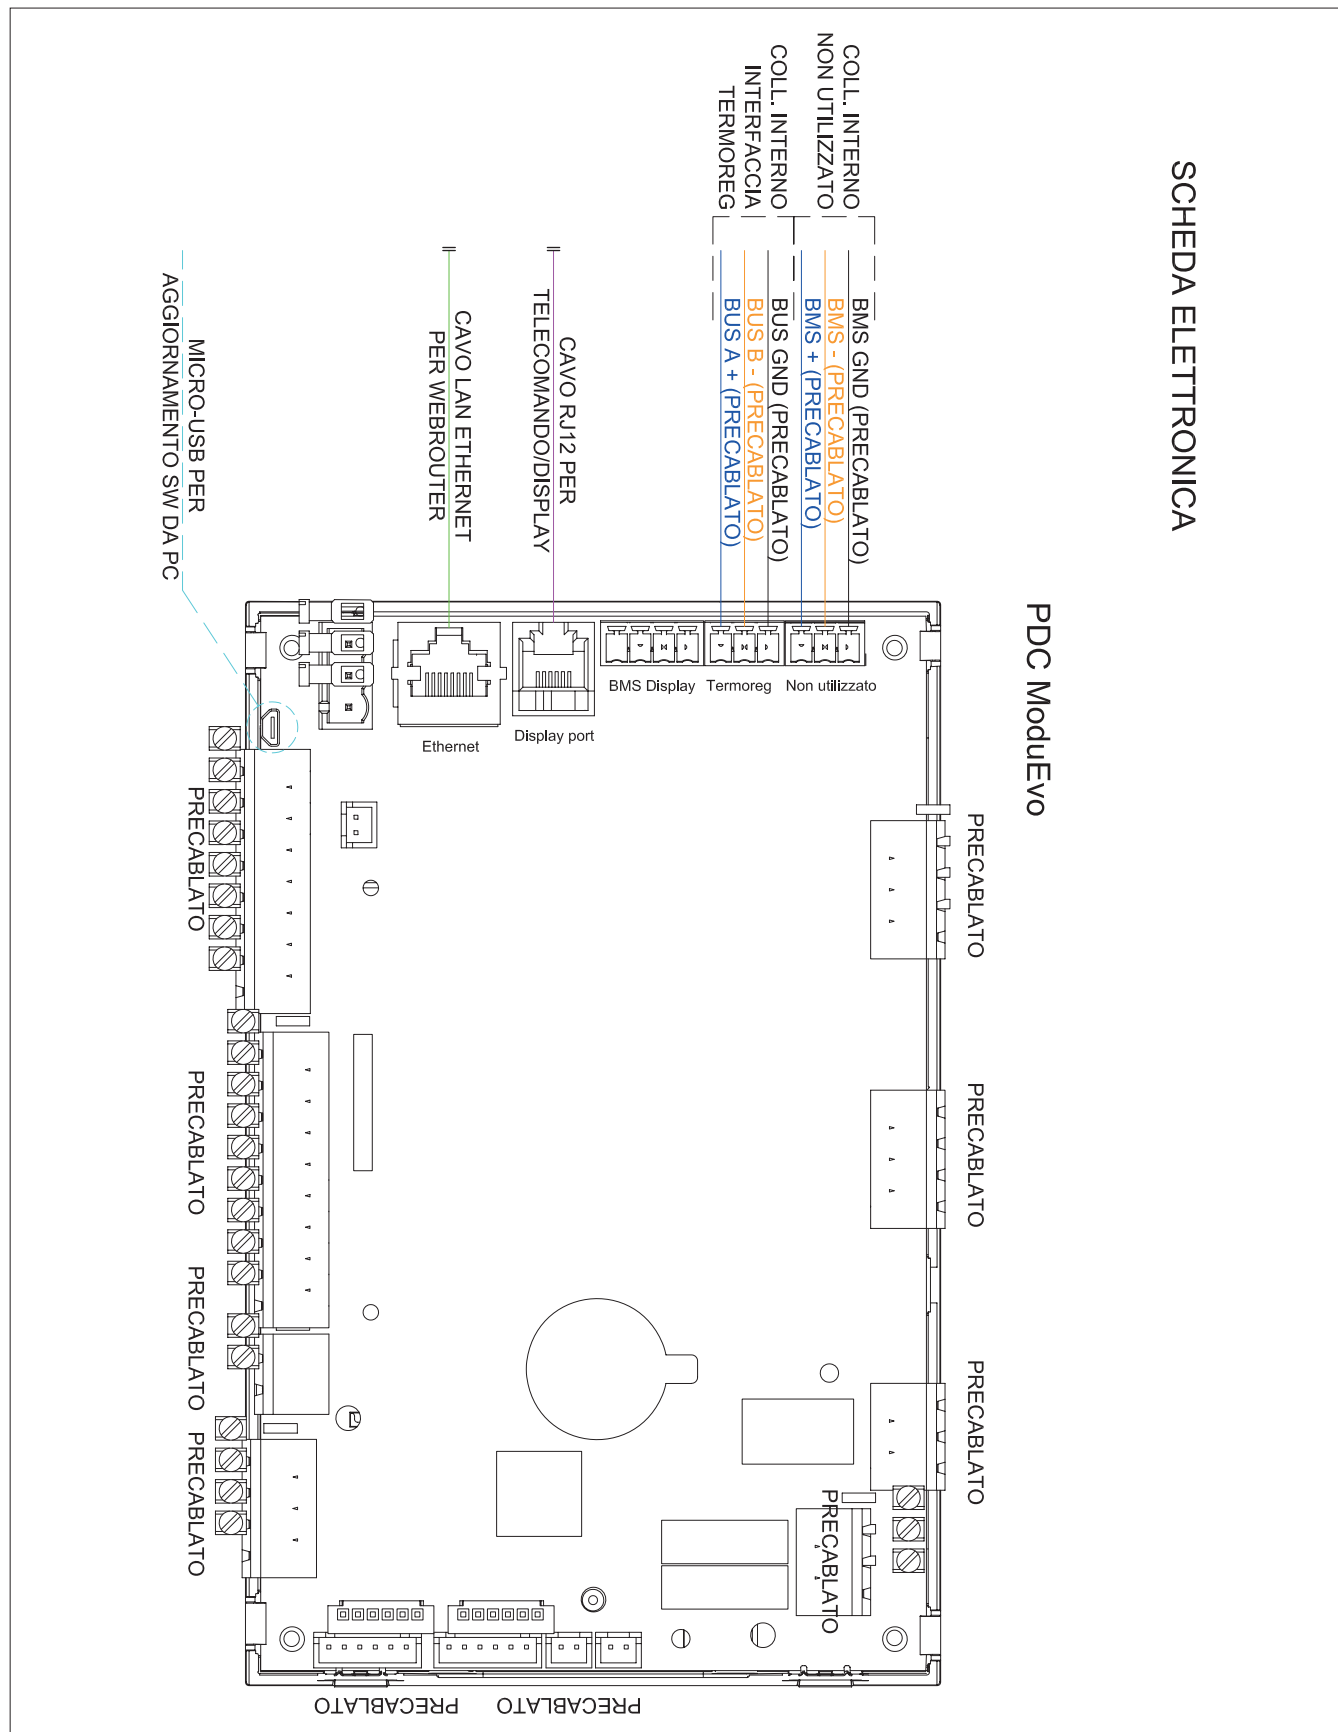 SCHEDA ELETTRONICA
PDC ModuEvo
COLL. INTERNO
NON UTILIZZATO
COLL. INTERNO
INTERFACCIA
TERMOREG
BMS GND (PRECABLATO)
BMS - (PRECABLATO)
BMS + (PRECABLATO)
BUS GND (PRECABLATO)
BUS B - (PRECABLATO)
BUS A + (PRECABLATO)
CAVO RJ12 PER
TELECOMANDO/DISPLAY
CAVO LAN ETHERNET
PER WEBROUTER
MICRO-USB PER
AGGIORNAMENTO SW DA PC
BMS Display
Termoreg
Non utilizzato
Display port
Ethernet
PRECABLATO
PRECABLATO
PRECABLATO
PRECABLATO
PRECABLATO
PRECABLATO
PRECABLATO
PRECABLATO
PRECABLATO
PRECABLATO